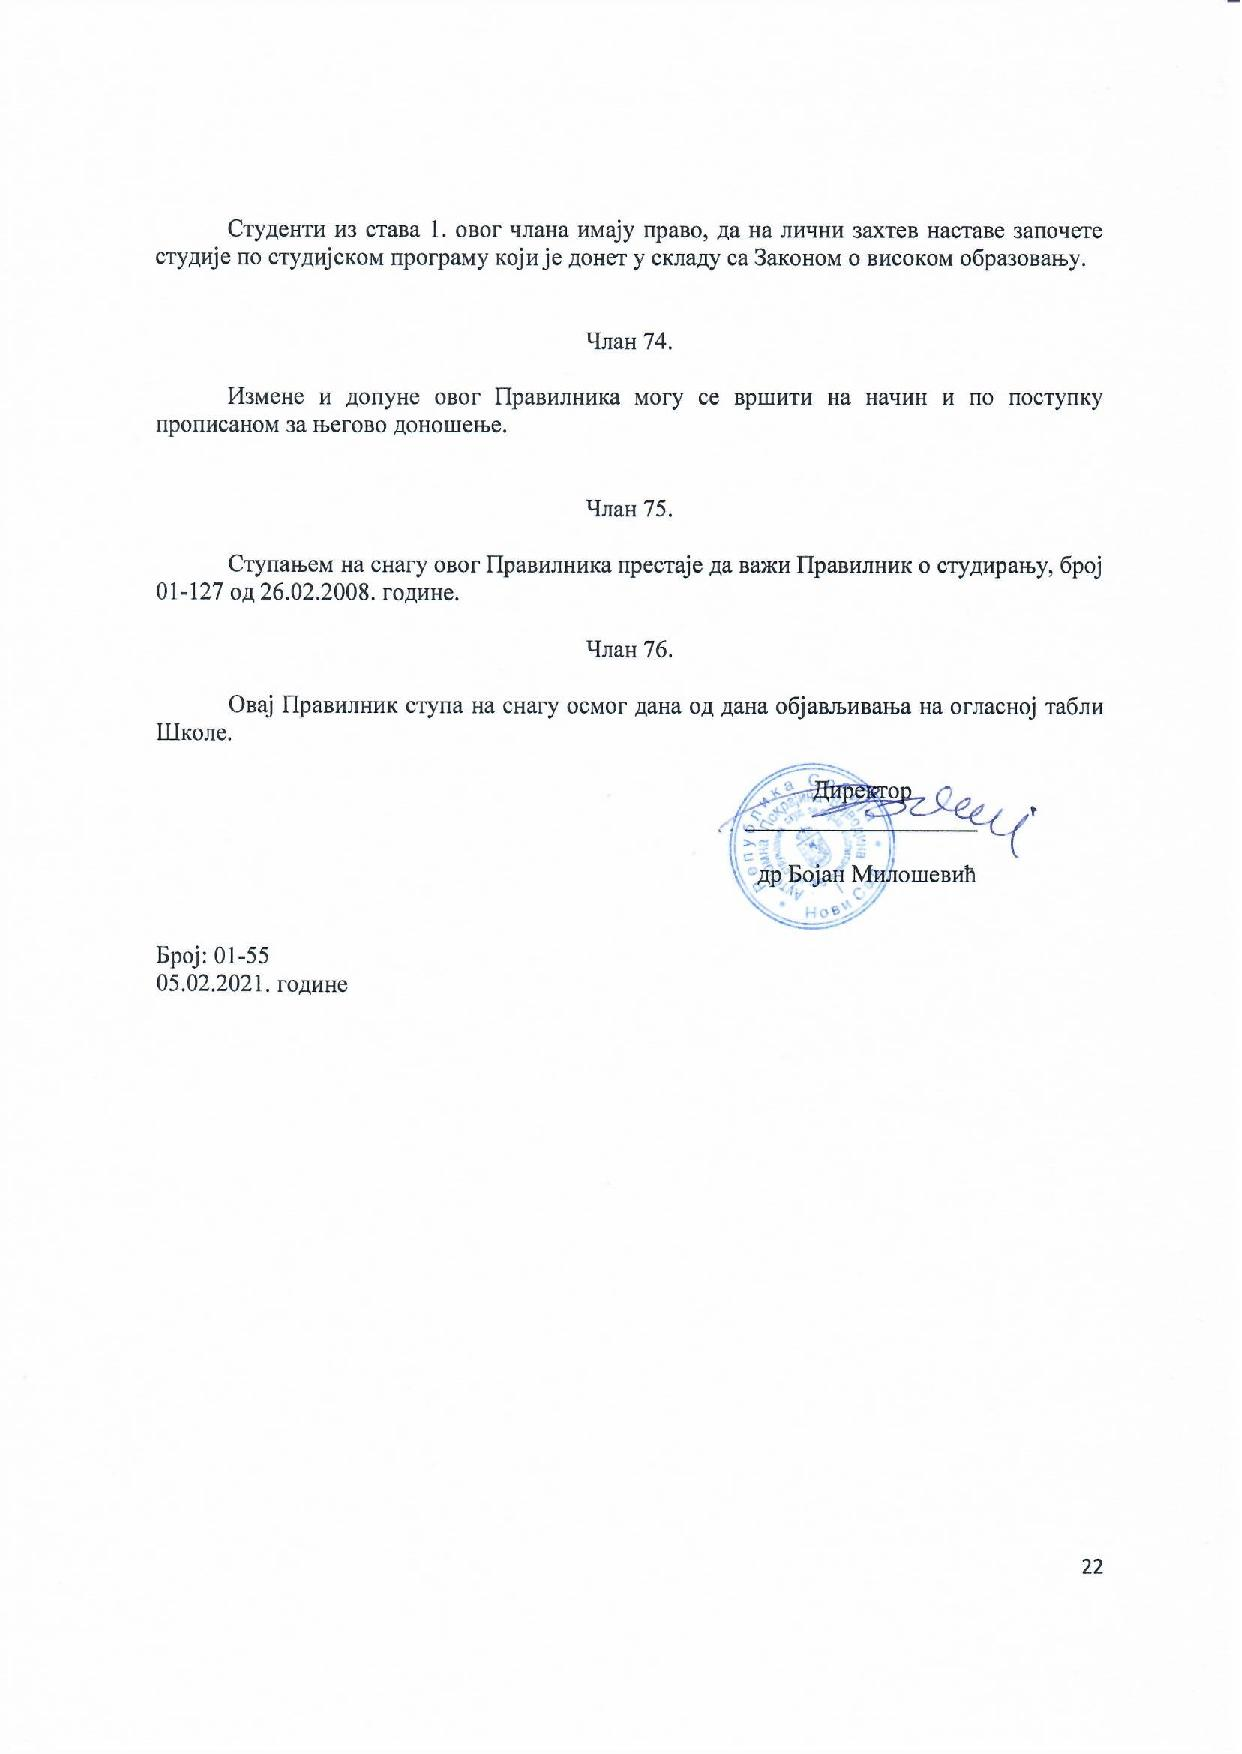 Студенти из става 1. овог члана имају право, да на лични захтев наставе започете
студије по студијском програму који је донет у складу са Законом о високом образовању.
Члан 74.
Измене и допуне овог Правилника могу се вршити на начин и по поступку
прописаном за његово доношење.
Члан 75.
Ступањем на снагу овог Правилника престаје да важи Правилник о студирању, број
01-127 од 26.02.2008. године.
Члан 76.
Овај Правилник ступа на снагу осмог дана од дана објављивања на огласној табли
Школе.
Директор
др Бојан Милошевић
Република
Нови
Број: 01-55
05.02.2021. године
22